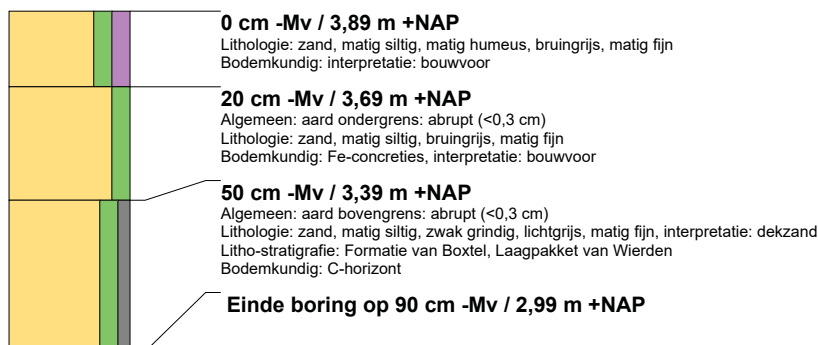 0 cm -Mv / 3,89 m +NAP
Lithologie: zand, matig siltig, matig humeus, bruingrijs, matig fijn
Bodemkundig: interpretatie: bouwvoor
20 cm -Mv / 3,69 m +NAP
Algemeen: aard ondergrens: abrupt (<0,3 cm)
Lithologie: zand, matig siltig, bruingrijs, matig fijn
Bodemkundig: Fe-concreties, interpretatie: bouwvoor
50 cm -Mv / 3,39 m +NAP
Algemeen: aard bovengrens: abrupt (<0,3 cm)
Lithologie: zand, matig siltig, zwak grindig, lichtgrijs, matig fijn, interpretatie: dekzand
Litho-stratigrafie: Formatie van Boxtel, Laagpakket van Wierden
Bodemkundig: C-horizont
Einde boring op 90 cm -Mv / 2,99 m +NAP